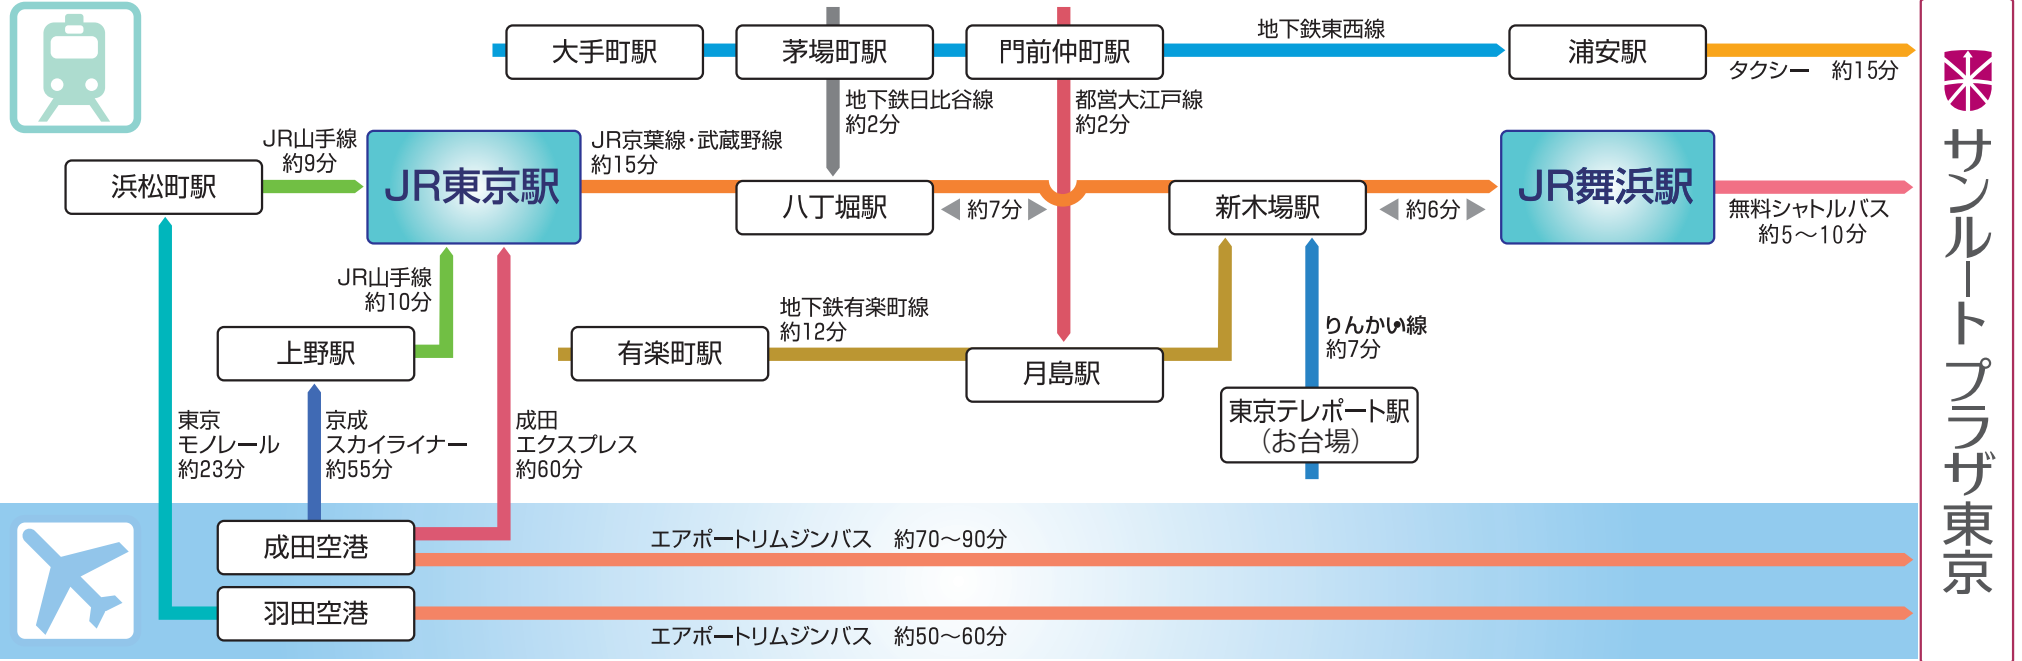 大手町駅
茅場町駅
門前仲町駅
地下鉄東西線
浦安駅
タクシー　約15分
地下鉄日比谷線
約2分
都営大江戸線
約2分
JR山手線
約9分
浜松町駅
JR東京駅
JR京葉線・武蔵野線
約15分
八丁堀駅
約7分
新木場駅
約6分
JR舞浜駅
無料シャトルバス
約5～10分
サンルートプラザ東京
JR山手線
約10分
上野駅
有楽町駅
地下鉄有楽町線
約12分
月島駅
りんかい線
約7分
東京テレポート駅
（お台場）
東京
モノレール
約23分
京成
スカイライナー
約55分
成田
エクスプレス
約60分
成田空港
エアポートリムジンバス　約70～90分
羽田空港
エアポートリムジンバス　約50～60分